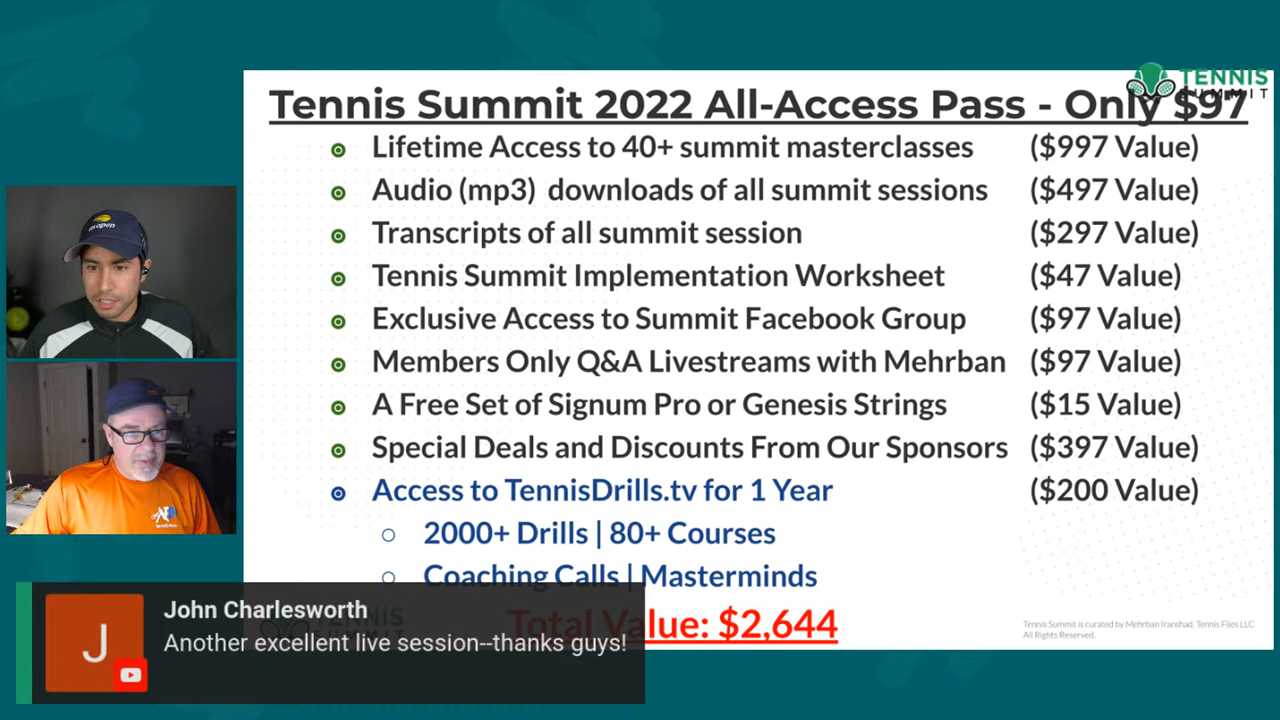 TENNIS
SUMMIT
Tennis Summit 2022 All-Access Pass - Only $97
Lifetime Access to 40+ summit masterclasses ($997 Value)
Audio (mp3) downloads of all summit sessions ($497 Value)
Transcripts of all summit session ($297 Value)
Tennis Summit Implementation Worksheet ($47 Value)
Exclusive Access to Summit Facebook Group ($97 Value)
Members Only Q&A Livestreams with Mehrban ($97 Value)
A Free Set of Signum Pro or Genesis Strings ($15 Value)
Special Deals and Discounts From Our Sponsors ($397 Value)
Access to TennisDrills.tv for 1 Year ($200 Value)
2000+ Drills | 80+ Courses
Coaching Calls | Masterminds
Total Value: $2,644
Tennis Summit is curated by Mehrban Iranshad, Tennis Files LLC
All Rights Reserved.
us open
J
John Charlesworth
Another excellent live session--thanks guys!